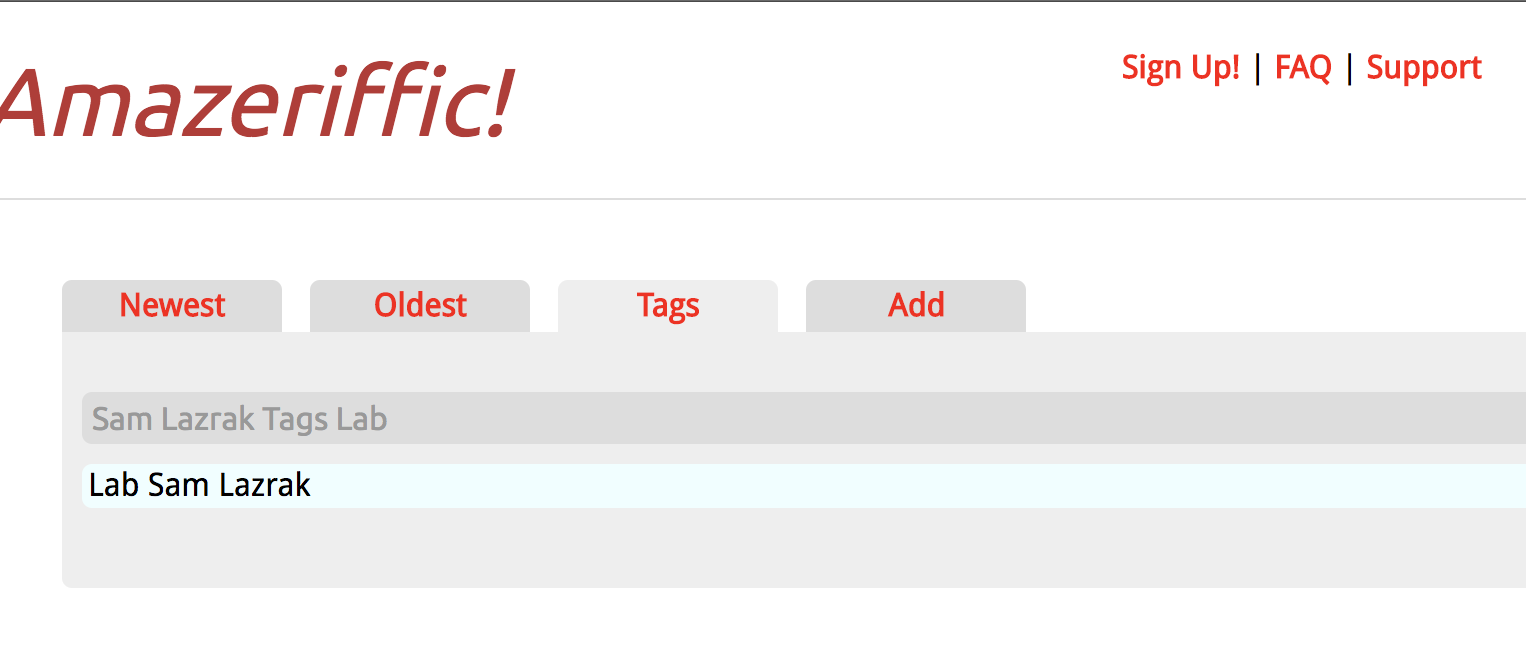 Amazeriffic!
Sign Up! | FAQ | Support
Newest Oldest Tags Add
Sam Lazrak Tags Lab
Lab Sam Lazrak